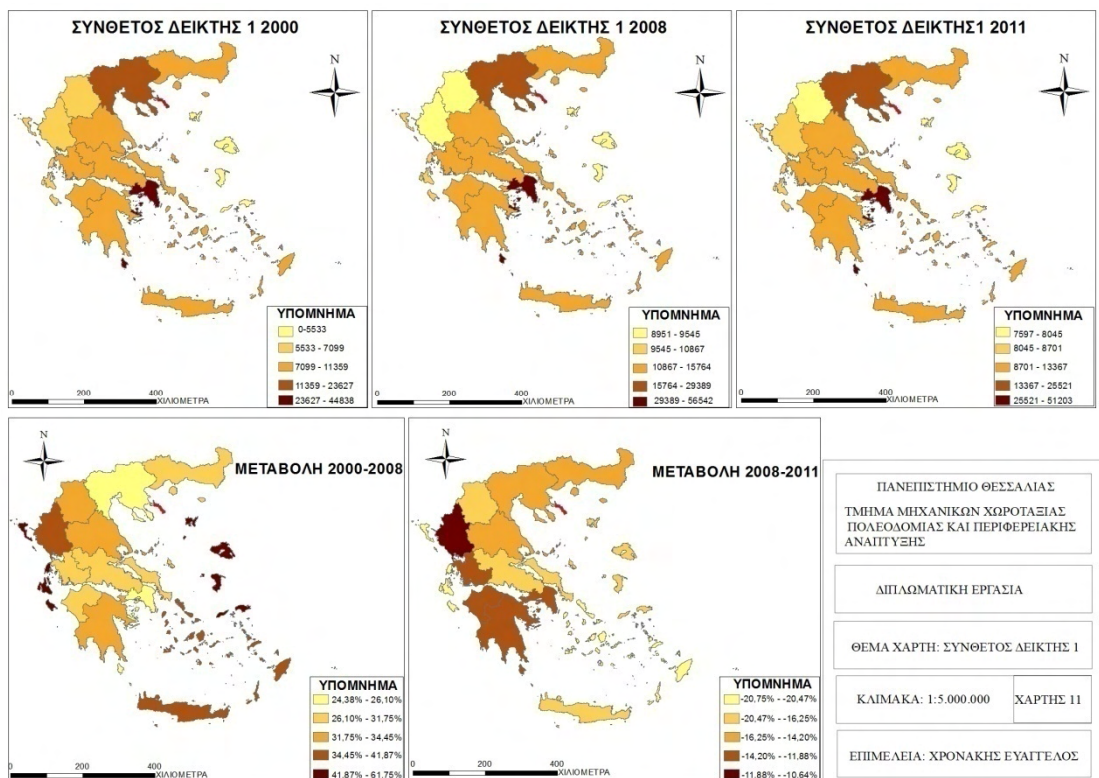 ΣΥΝΘΕΤΟΣ ΔΕΙΚΤΗΣ 1 2000
N
ΥΠΟΜΝΗΜΑ
0-5533
5533 - 7099
7099 - 11359
11359 - 23627
23627 - 44838
0 200 400
ΧΙΛΙΟΜΕΤΡΑ
ΣΥΝΘΕΤΟΣ ΔΕΙΚΤΗΣ 1 2008
N
ΥΠΟΜΝΗΜΑ
8951 - 9545
9545 - 10867
10867 - 15764
15764 - 29389
29389 - 56542
0 200 400
ΧΙΛΙΟΜΕΤΡΑ
ΣΥΝΘΕΤΟΣ ΔΕΙΚΤΗΣ1 2011
N
ΥΠΟΜΝΗΜΑ
7597 - 8045
8045 - 8701
8701 - 13367
13367 - 25521
25521 - 51203
0 200 400
ΧΙΛΙΟΜΕΤΡΑ
N
ΜΕΤΑΒΟΛΗ 2000-2008
ΥΠΟΜΝΗΜΑ
24,38% - 26,10%
26,10% - 31,75%
31,75% - 34,45%
34,45% - 41,87%
41,87% - 61,75%
0 200 400
ΧΙΛΙΟΜΕΤΡΑ
N
ΜΕΤΑΒΟΛΗ 2008-2011
ΥΠΟΜΝΗΜΑ
-20,75% - -20,47%
-20,47% - -16,25%
-16,25% - -14,20%
-14,20% - -11,88%
-11,88% - -10,64%
0 200 400
ΧΙΛΙΟΜΕΤΡΑ
ΠΑΝΕΠΙΣΤΗΜΙΟ ΘΕΣΣΑΛΙΑΣ
ΤΜΗΜΑ ΜΗΧΑΝΙΚΩΝ ΧΩΡΟΤΑΞΙΑΣ
ΠΟΛΕΟΔΟΜΙΑΣ ΚΑΙ ΠΕΡΙΦΕΡΕΙΑΚΗΣ
ΑΝΑΠΤΥΞΗΣ
ΔΙΠΛΩΜΑΤΙΚΗ ΕΡΓΑΣΙΑ
ΘΕΜΑ ΧΑΡΤΗ: ΣΥΝΘΕΤΟΣ ΔΕΙΚΤΗΣ 1
ΚΛΙΜΑΚΑ: 1:5.000.000 ΧΑΡΤΗΣ 11
ΕΠΙΜΕΛΕΙΑ: ΧΡΟΝΑΚΗΣ ΕΥΑΓΓΕΛΟΣ